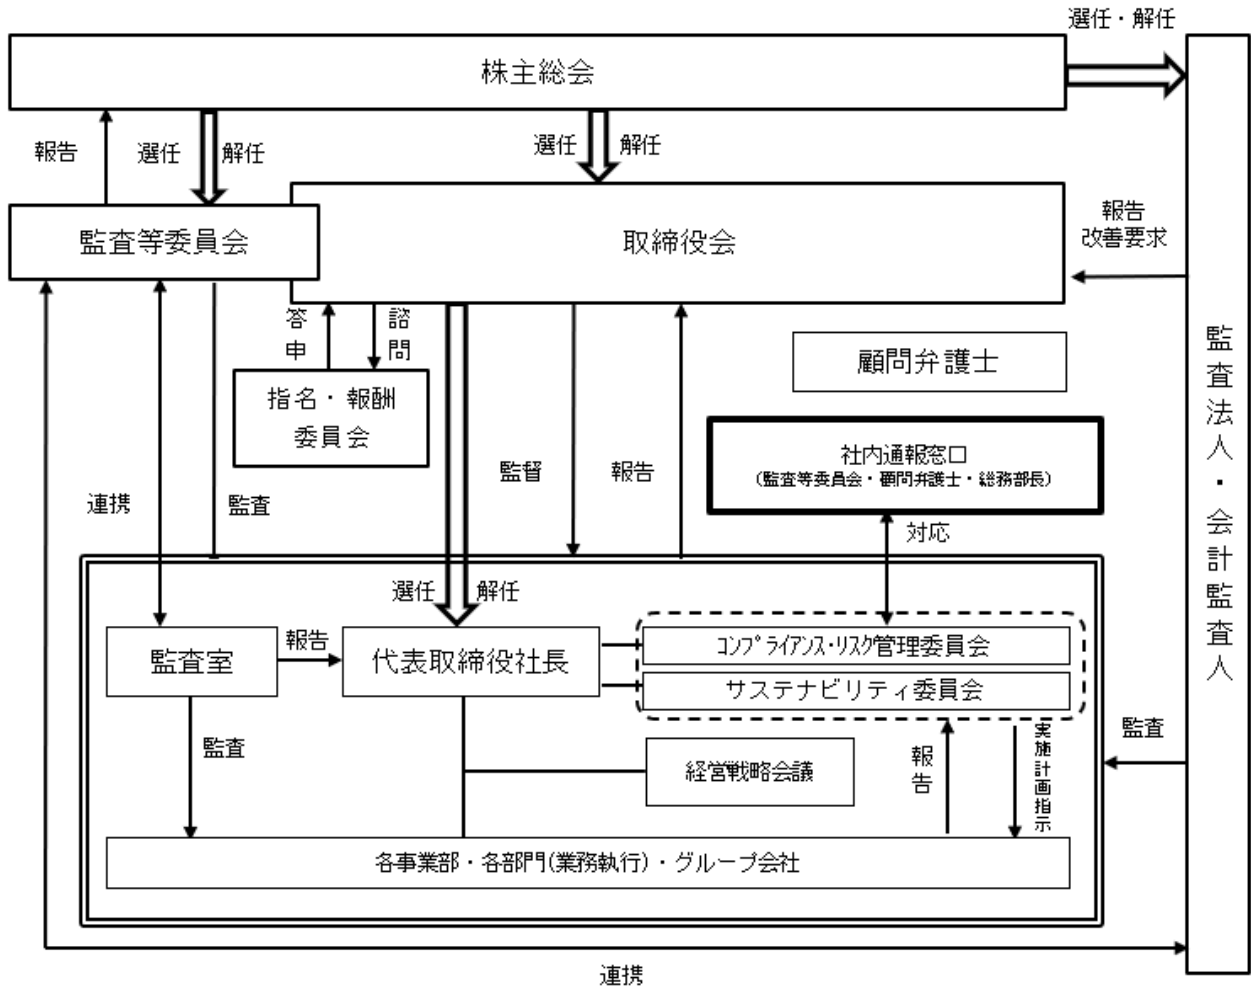 選任・解任
株主総会
報告
選任
解任
選任
解任
監査等委員会
取締役会
報告
改善要求
答申
諮問
顧問弁護士
指名・報酬
委員会
監査法人・会計監査人
社内通報窓口
(監査等委員会・顧問弁護士・総務部長)
連携
監査
監督
報告
対応
選任
解任
監査室
報告
代表取締役社長
コンプライアンス・リスク管理委員会
サステナビリティ委員会
監査
経営戦略会議
報告
実施計画指示
監査
各事業部・各部門(業務執行)・グループ会社
連携